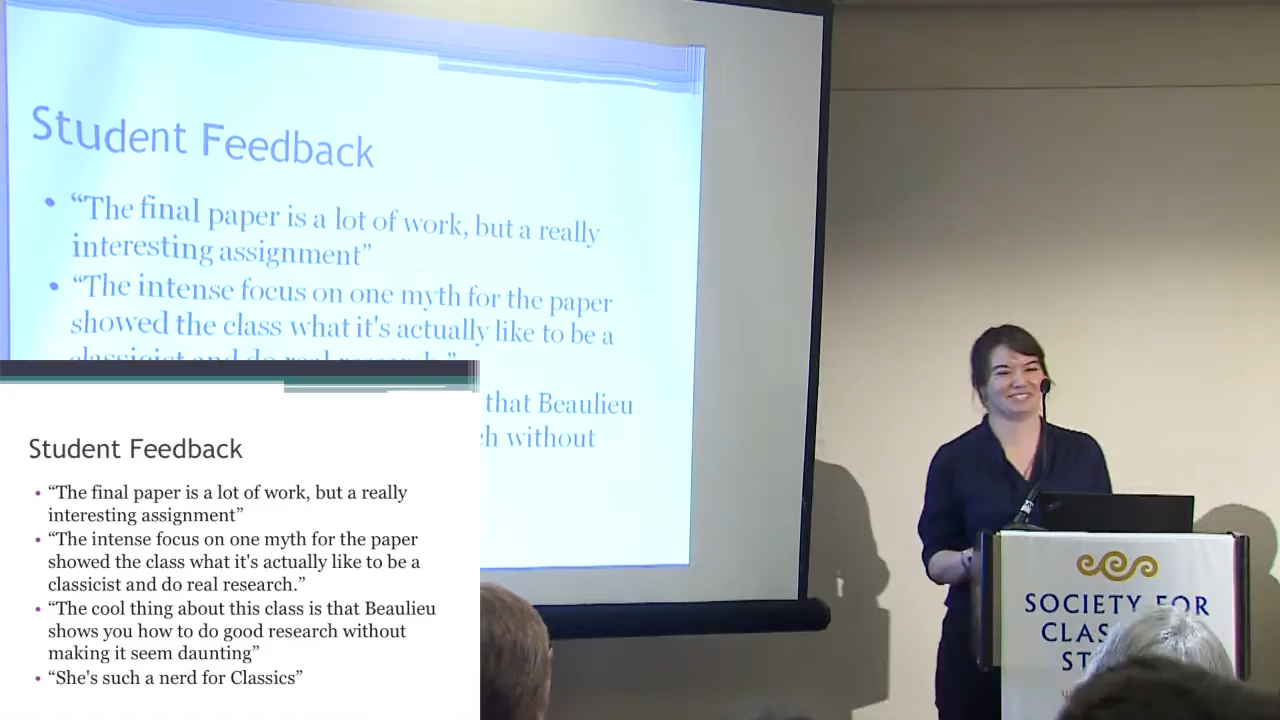 Student Feedback
• “The final paper is a lot of work, but a really
interesting assignment”
• “The intense focus on one myth for the paper
showed the class what it's actually like to be a
classicist and do real research.”
that Beaulieu
ch without
Student Feedback
• “The final paper is a lot of work, but a really
interesting assignment”
• “The intense focus on one myth for the paper
showed the class what it's actually like to be a
classicist and do real research.”
• “The cool thing about this class is that Beaulieu
shows you how to do good research without
making it seem daunting”
• “She's such a nerd for Classics”
SOCIETY FOR
CLAS
ST